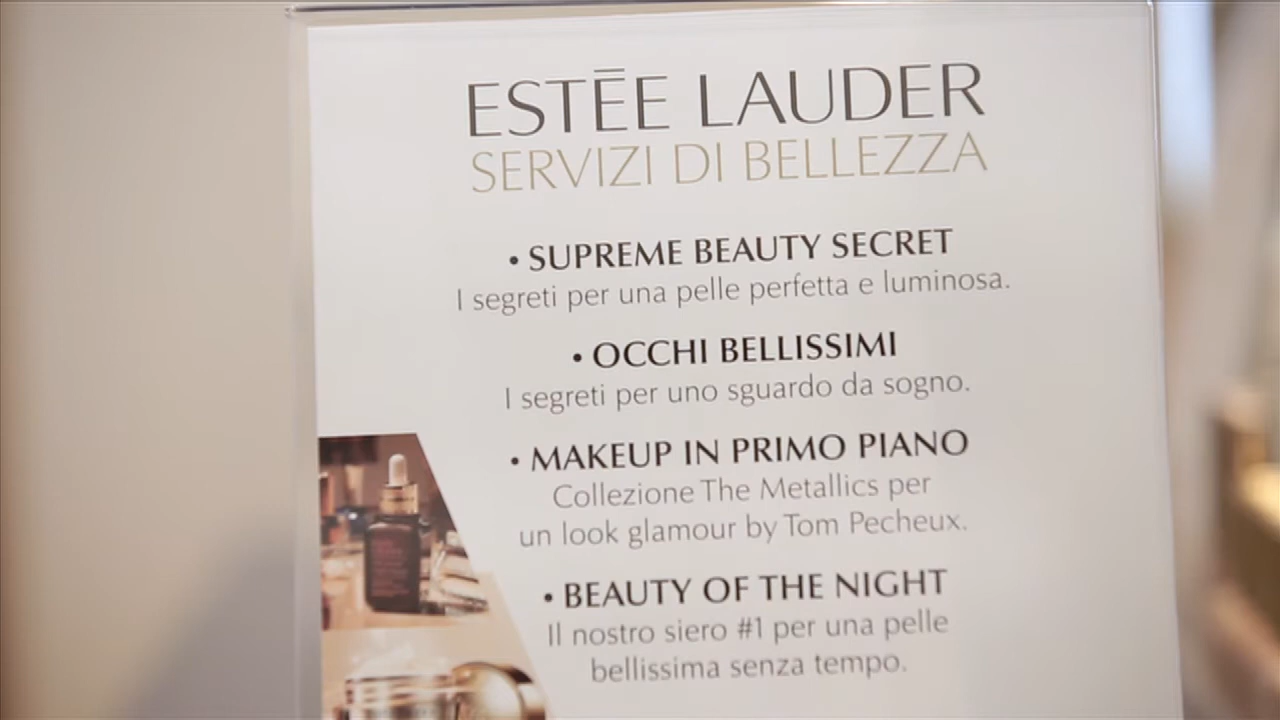 ESTĒE LAUDER
SERVIZI DI BELLEZZA
• SUPREME BEAUTY SECRET
I segreti per una pelle perfetta e luminosa.
• OCCHI BELLISSIMI
I segreti per uno sguardo da sogno.
• MAKEUP IN PRIMO PIANO
Collezione The Metallics per
un look glamour by Tom Pecheux.
• BEAUTY OF THE NIGHT
Il nostro siero #1 per una pelle
bellissima senza tempo.